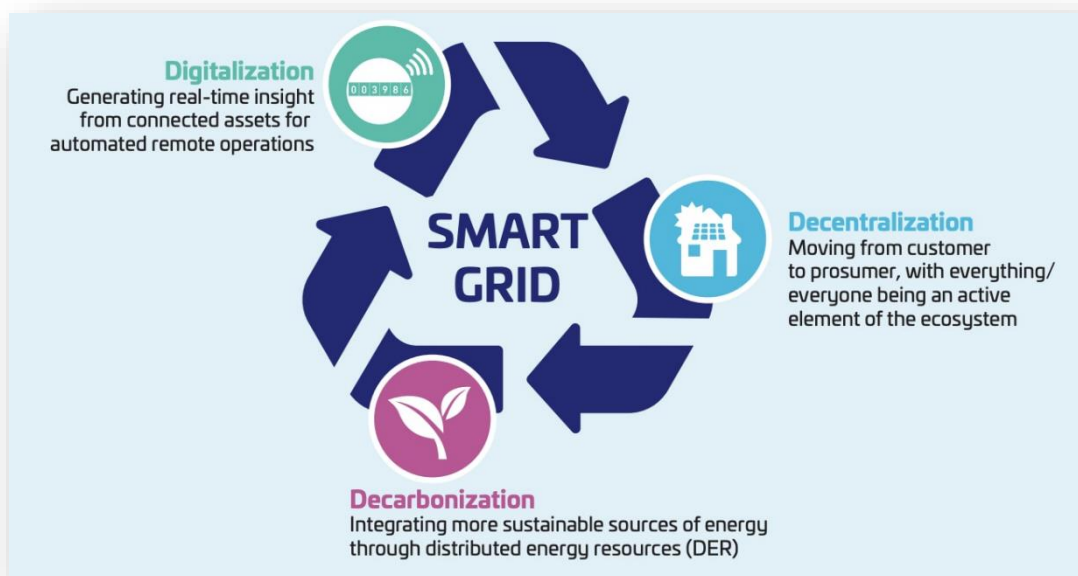 Digitalization
Generating real-time insight
from connected assets for
automated remote operations
003986
SMART
GRID
Decentralization
Moving from customer
to prosumer, with everything/
everyone being an active
element of the ecosystem
Decarbonization
Integrating more sustainable sources of energy
through distributed energy resources (DER)